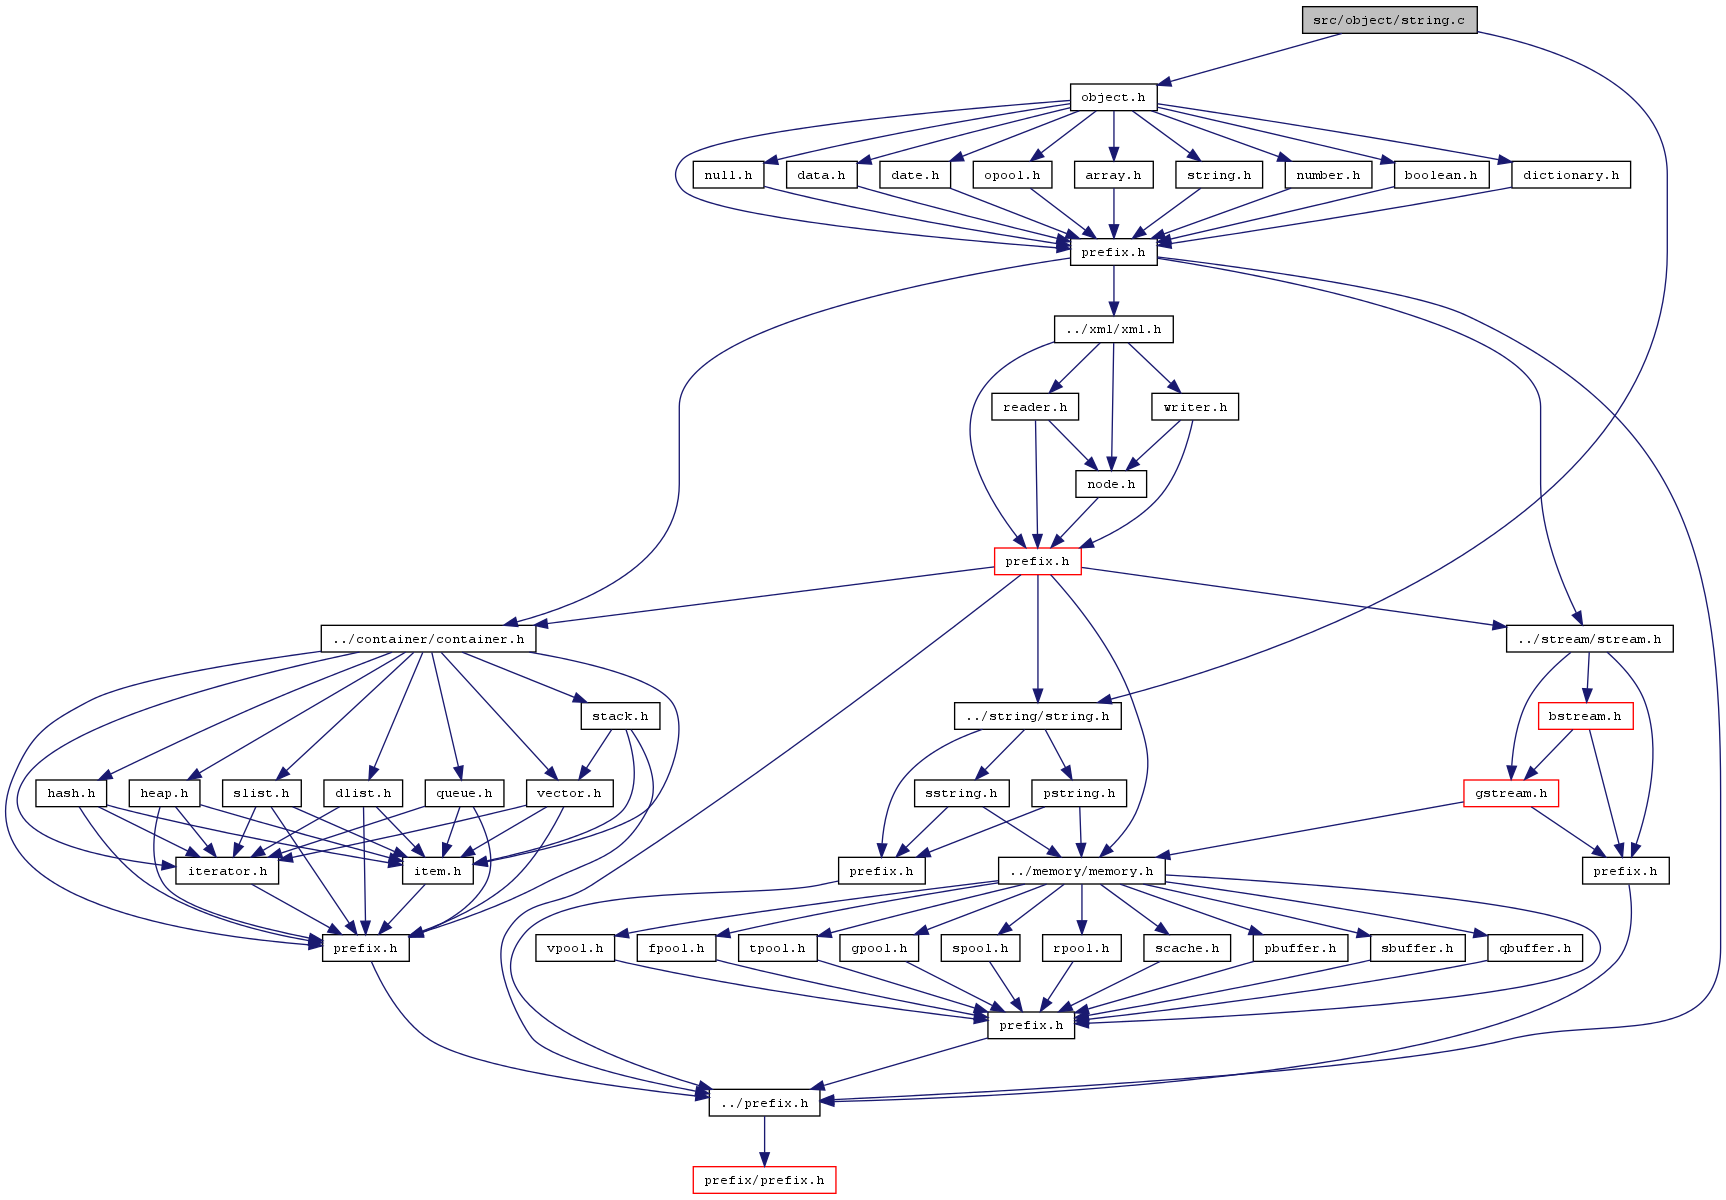 src/object/string.c
object.h
null.h
data.h
date.h
opool.h
array.h
string.h
number.h
boolean.h
dictionary.h
prefix.h
../xml/xml.h
reader.h
writer.h
node.h
prefix.h
../container/container.h
../stream/stream.h
stack.h
../string/string.h
bstream.h
hash.h
heap.h
slist.h
dlist.h
queue.h
vector.h
sstring.h
pstring.h
gstream.h
iterator.h
item.h
prefix.h
../memory/memory.h
prefix.h
prefix.h
vpool.h
fpool.h
tpool.h
gpool.h
spool.h
rpool.h
scache.h
pbuffer.h
sbuffer.h
qbuffer.h
prefix.h
../prefix.h
prefix/prefix.h